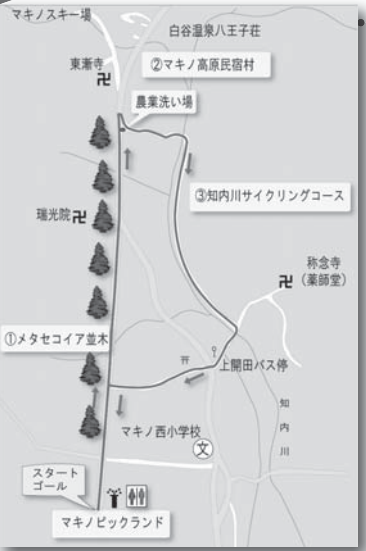 マキノスキー場
白谷温泉八王子荘
東漸寺
②マキノ高原民宿村
卍
農業洗い場
③知内川サイクリングコース
瑞光院卍
称念寺
(薬師堂)
卍
①メタセコイア並木
上開田バス停
知内川
マキノ西小学校
文
スタート
ゴール
マキノピックランド